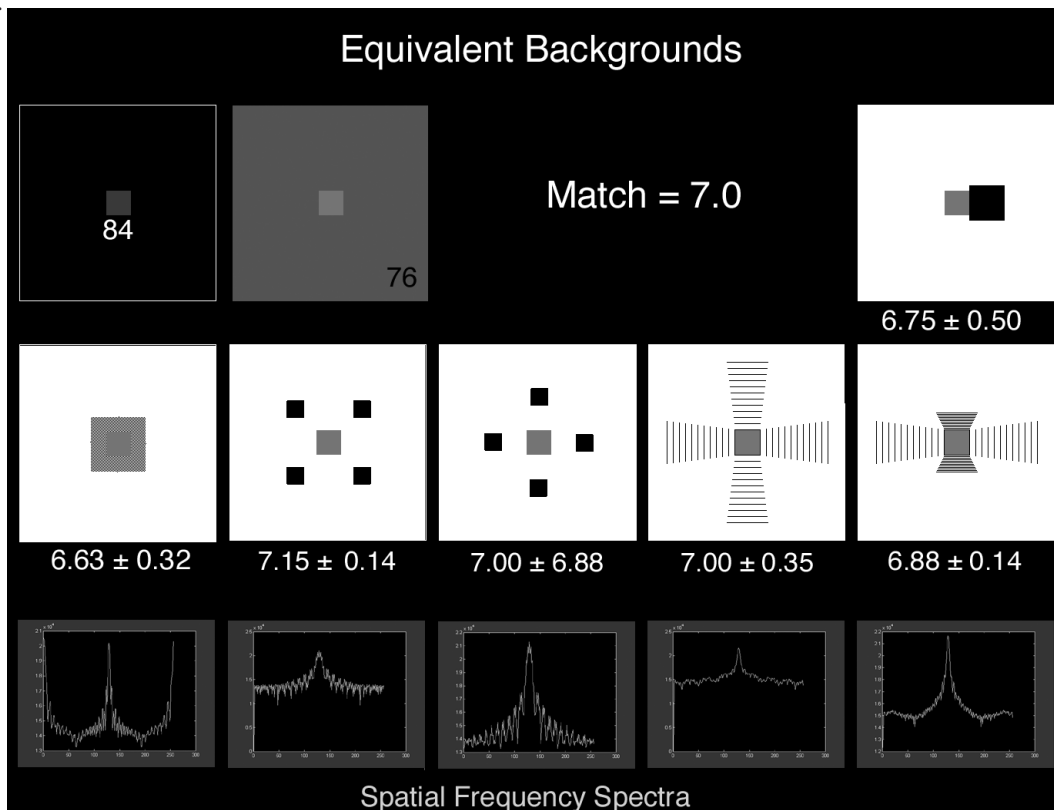 Equivalent Backgrounds
84
76
Match = 7.0
6.75 ± 0.50
6.63 ± 0.32
7.15 ± 0.14
7.00 ± 6.88
7.00 ± 0.35
6.88 ± 0.14
Spatial Frequency Spectra